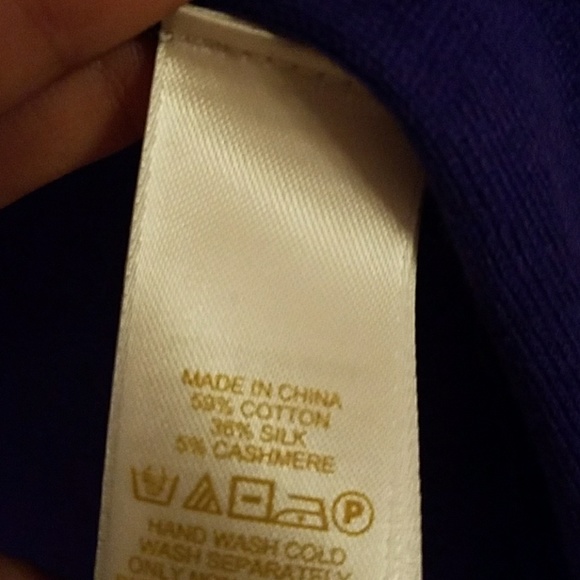 MADE IN CHINA
59% COTTON
36% SILK
5% CASHMERE
P
HAND WASH COLD
WASH SEPARATELY
ONLY